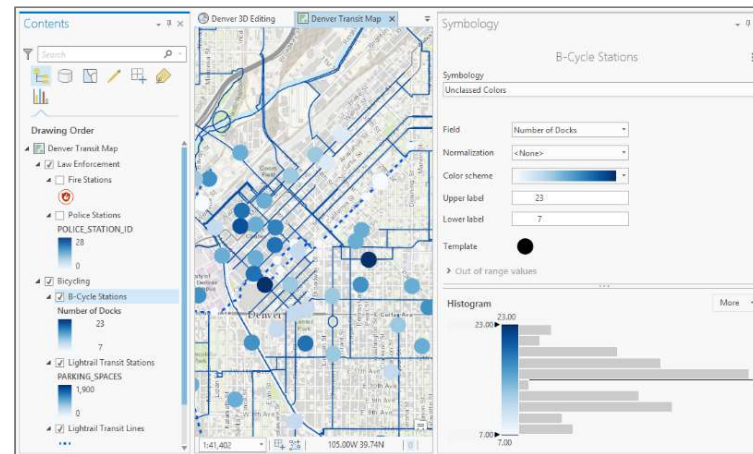 Contents
Search
Drawing Order
Denver Transit Map
Law Enforcement
Fire Stations
Police Stations
POLICE_STATION_ID
28
0
Bicycling
B-Cycle Stations
Number of Docks
23
7
Lightrail Transit Stations
PARKING_SPACES
1,900
0
Lightrail Transit Lines
Denver 3D Editing
Denver Transit Map
Denver
1:41,402
105.00W 39.74N
Symbology
B-Cycle Stations
Symbology
Unclassed Colors
Field
Number of Docks
Normalization
<None>
Color scheme
Upper label
23
Lower label
7
Template
Out of range values
Histogram
More
23.00
23.00
7.00
7.00